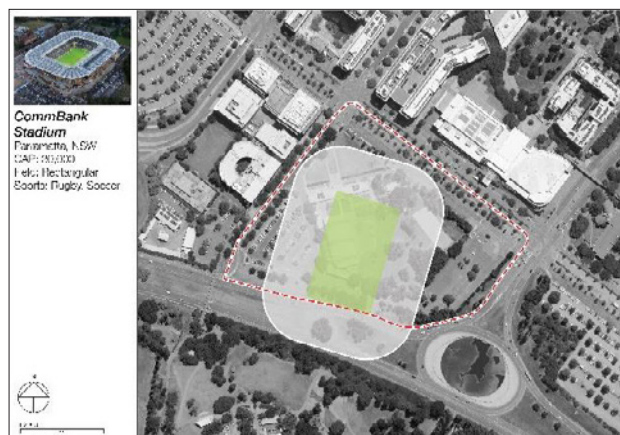 CommBank
Stadium
Parramatta, NSW
CAP: 30,000
Field: Rectangular
Sports: Rugby, Soccer